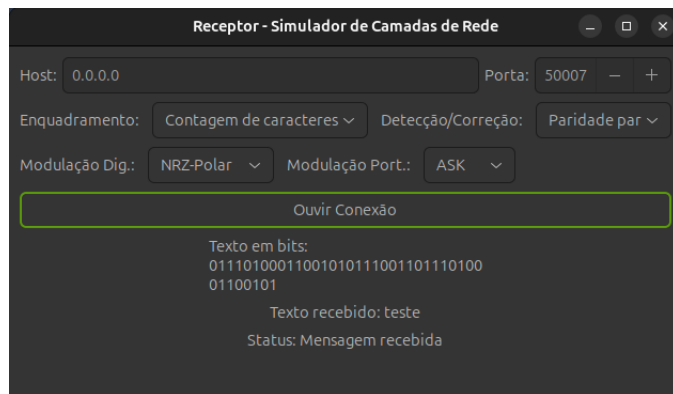 Receptor - Simulador de Camadas de Rede
Host: 0.0.0.0 Porta: 50007
Enquadramento: Contagem de caracteres Detecção/Correção: Paridade par
Modulação Dig.: NRZ-Polar Modulação Port.: ASK
Ouvir Conexão
Texto em bits:
01110100011001010111001101110100
01100101
Texto recebido: teste
Status: Mensagem recebida